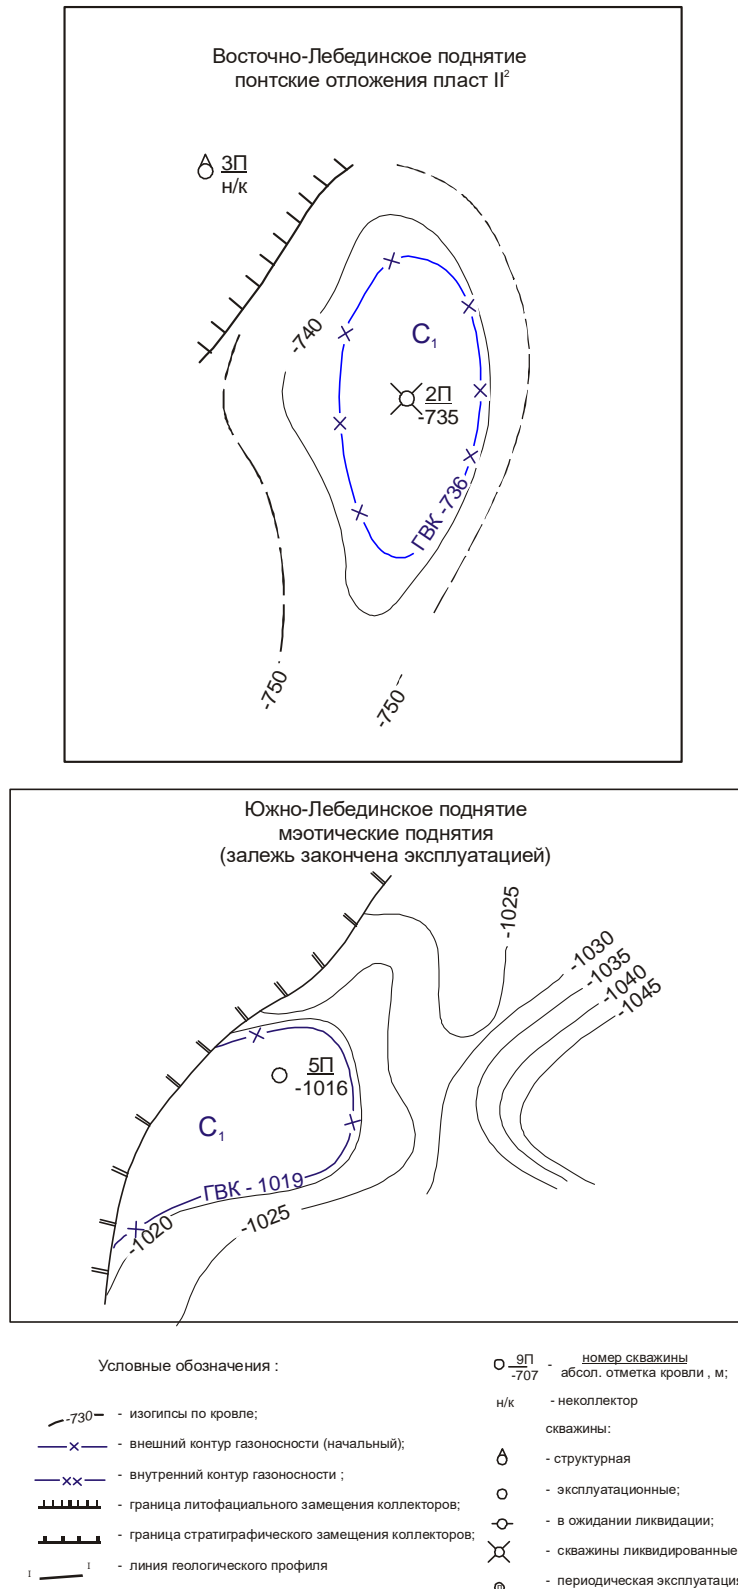 Восточно-Лебединское поднятие
понтские отложения пласт II²
3П
н/к
-740
С₁
2П
-735
ГВК -736
-750
-750
Южно-Лебединское поднятие
мэотические поднятия
(залежь закончена эксплуатацией)
-1025
-1030
-1035
-1040
-1045
5П
-1016
С₁
ГВК - 1019
-1020
-1025
Условные обозначения :
-730 - изогипсы по кровле;
- внешний контур газоносности (начальный);
- внутренний контур газоносности ;
- граница литофациального замещения коллекторов;
- граница стратиграфического замещения коллекторов;
I I - линия геологического профиля
9П - номер скважины
-707 абсол. отметка кровли , м;
н/к - неколлектор
скважины:
- структурная
- эксплуатационные;
- в ожидании ликвидации;
- скважины ликвидированные
- периодическая эксплуатация